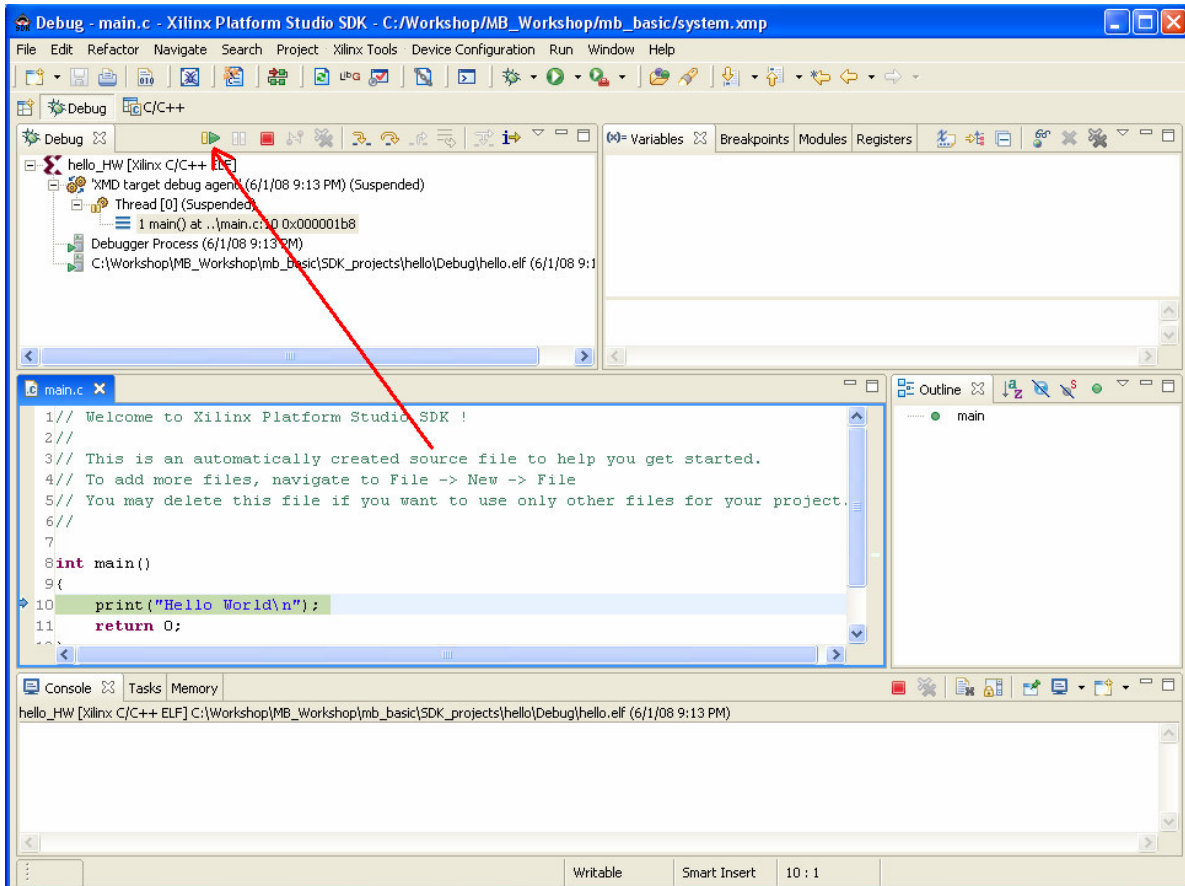 Debug - main.c - Xilinx Platform Studio SDK - C:/Workshop/MB_Workshop/mb_basic/system.xmp
File Edit Refactor Navigate Search Project Xilinx Tools Device Configuration Run Window Help
Debug C/C++
Debug
hello_HW [Xilinx C/C++ ELF]
'XMD target debug agent' (6/1/08 9:13 PM) (Suspended)
Thread [0] (Suspended)
1 main() at ..\main.c:10 0x000001b8
Debugger Process (6/1/08 9:13 PM)
C:\Workshop\MB_Workshop\mb_basic\SDK_projects\hello\Debug\hello.elf (6/1/08 9:1
(x)= Variables Breakpoints Modules Registers
main.c
1// Welcome to Xilinx Platform Studio SDK !
2//
3// This is an automatically created source file to help you get started.
4// To add more files, navigate to File -> New -> File
5// You may delete this file if you want to use only other files for your project.
6//
7
8int main()
9{
10 print("Hello World\n");
11 return 0;
Outline
main
Console Tasks Memory
hello_HW [Xilinx C/C++ ELF] C:\Workshop\MB_Workshop\mb_basic\SDK_projects\hello\Debug\hello.elf (6/1/08 9:13 PM)
Writable Smart Insert 10 : 1